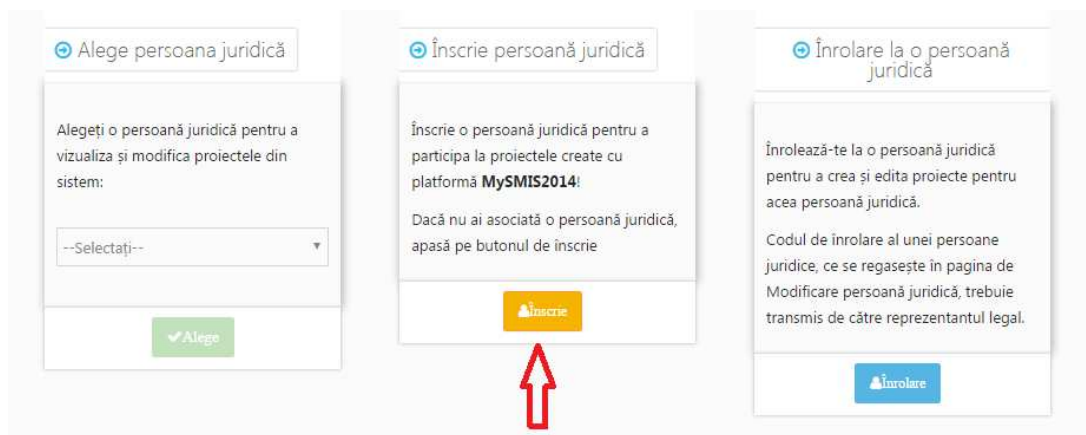 Alege persoana juridică
Alegeți o persoană juridică pentru a
vizualiza și modifica proiectele din
sistem:
--Selectați--
Alege
Înscrie persoană juridică
Înscrie o persoană juridică pentru a
participa la proiectele create cu
platformă MySMIS2014!
Dacă nu ai asociată o persoană juridică,
apasă pe butonul de înscrie
Înscrie
Înrolare la o persoană
juridică
Înrolează-te la o persoană juridică
pentru a crea și edita proiecte pentru
acea persoană juridică.
Codul de înrolare al unei persoane
juridice, ce se regasește în pagina de
Modificare persoană juridică, trebuie
transmis de către reprezentantul legal.
Înrolare